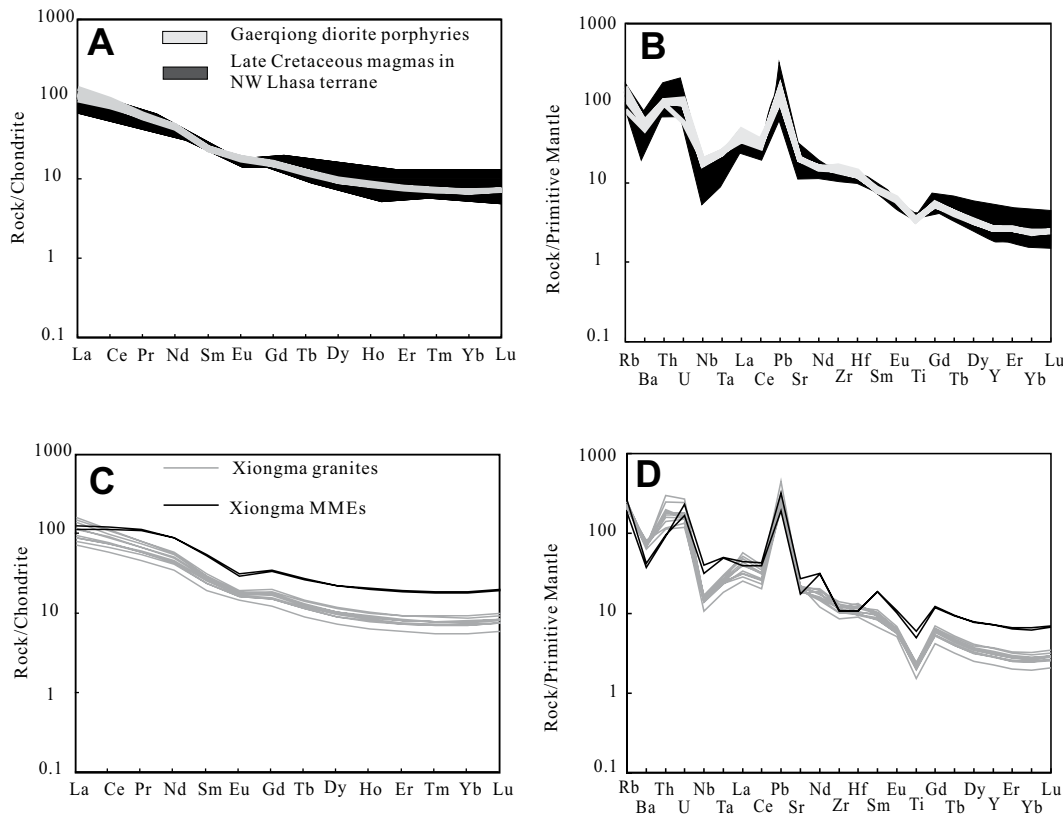 A
1000
100
10
1
0.1
Rock/Chondrite
Gaerqiong diorite porphyries
Late Cretaceous magmas in
NW Lhasa terrane
La Ce Pr Nd Sm Eu Gd Tb Dy Ho Er Tm Yb Lu
B
1000
100
10
1
0.1
Rock/Primitive Mantle
Rb Th Nb La Pb Nd Hf Eu Gd Dy Er Lu
Ba U Ta Ce Sr Zr Sm Ti Tb Y Yb
C
1000
100
10
1
0.1
Rock/Chondrite
Xiongma granites
Xiongma MMEs
La Ce Pr Nd Sm Eu Gd Tb Dy Ho Er Tm Yb Lu
D
1000
100
10
1
0.1
Rock/Primitive Mantle
Rb Th Nb La Pb Nd Hf Eu Gd Dy Er Lu
Ba U Ta Ce Sr Zr Sm Ti Tb Y Yb